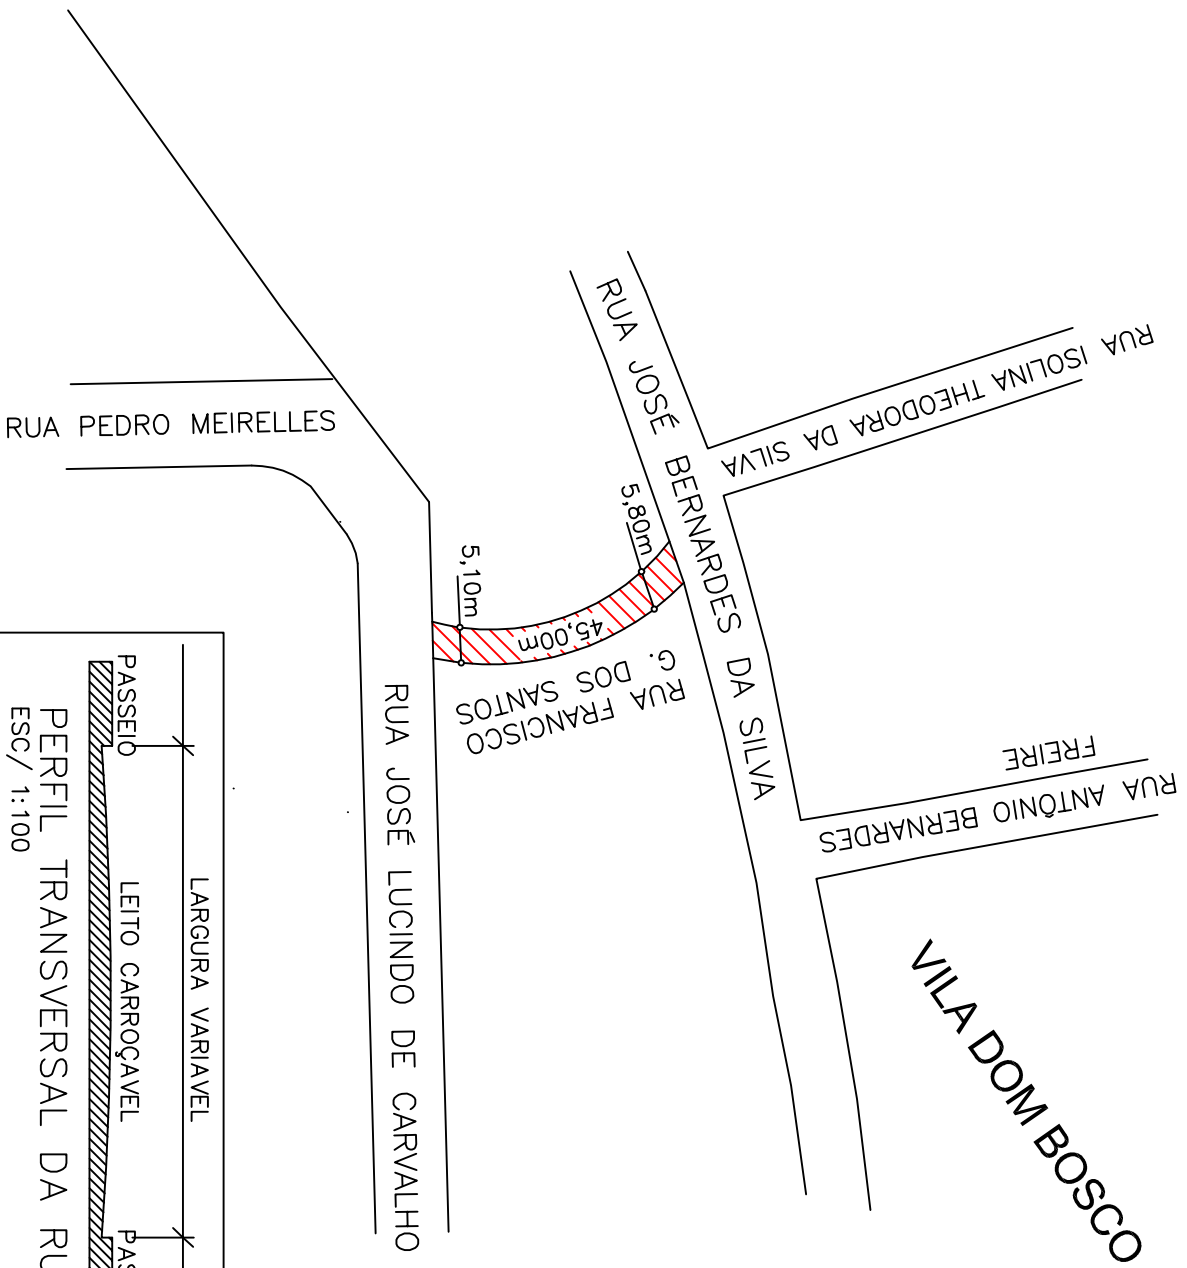 RUA ISOLINA THEODORA DA SILVA
RUA JOSÉ BERNARDES DA SILVA
RUA PEDRO MEIRELLES
5,80m
5,10m
45,00m
RUA FRANCISCO
G. DOS SANTOS
RUA ANTÔNIO BERNARDES
FREIRE
RUA JOSÉ LUCINDO DE CARVALHO
VILA DOM BOSCO
LARGURA VARIAVEL
PASSEIO
LEITO CARROÇAVEL
PAS
PERFIL TRANSVERSAL DA RU
ESC/ 1:100